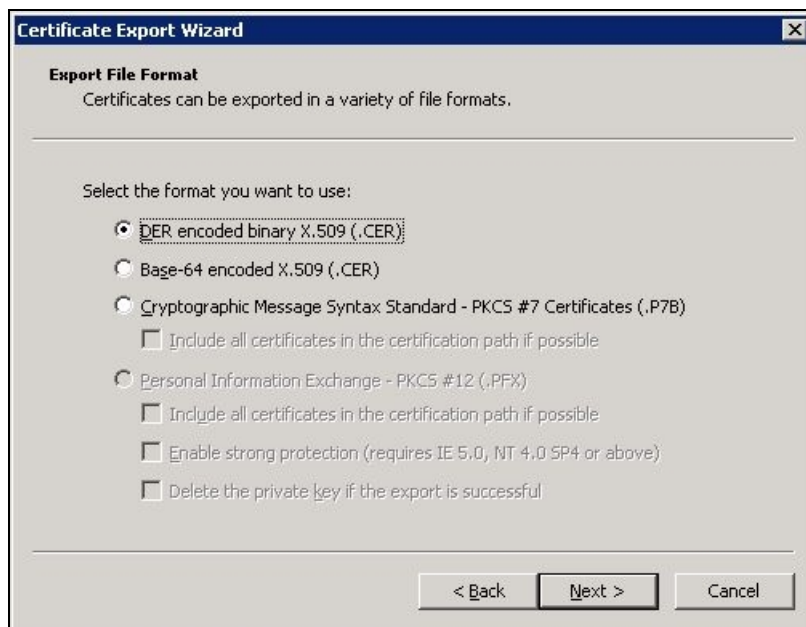 Certificate Export Wizard
Export File Format
Certificates can be exported in a variety of file formats.
Select the format you want to use:
DER encoded binary X.509 (.CER)
Base-64 encoded X.509 (.CER)
Cryptographic Message Syntax Standard - PKCS #7 Certificates (.P7B)
Include all certificates in the certification path if possible
Personal Information Exchange - PKCS #12 (.PFX)
Include all certificates in the certification path if possible
Enable strong protection (requires IE 5.0, NT 4.0 SP4 or above)
Delete the private key if the export is successful
< Back Next > Cancel